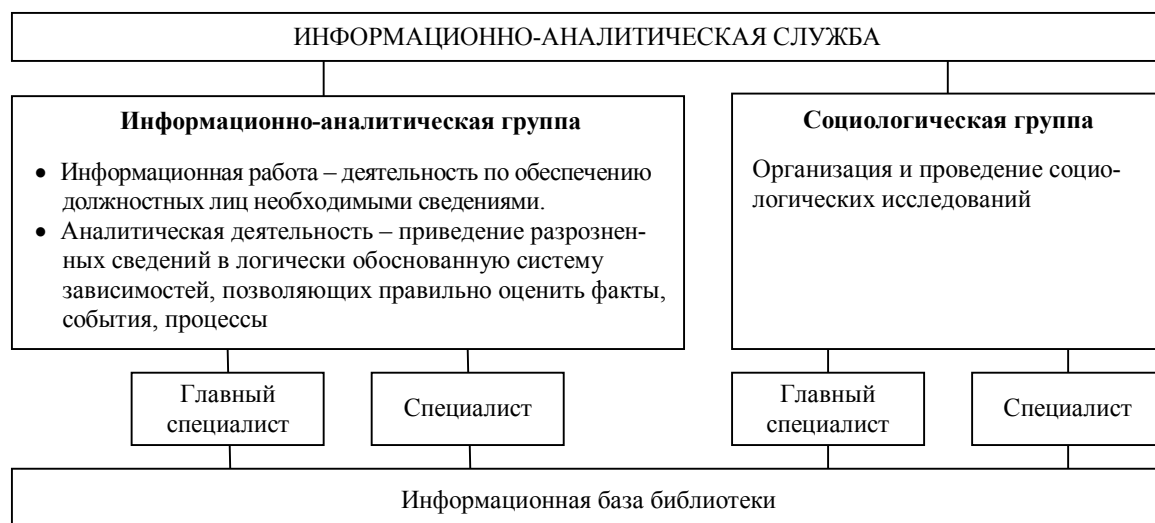 ИНФОРМАЦИОННО-АНАЛИТИЧЕСКАЯ СЛУЖБА
Информационно-аналитическая группа
• Информационная работа – деятельность по обеспечению
должностных лиц необходимыми сведениями.
• Аналитическая деятельность – приведение разрознен-
ных сведений в логически обоснованную систему
зависимостей, позволяющих правильно оценить факты,
события, процессы
Социологическая группа
Организация и проведение социо-
логических исследований
Главный
специалист
Специалист
Главный
специалист
Специалист
Информационная база библиотеки